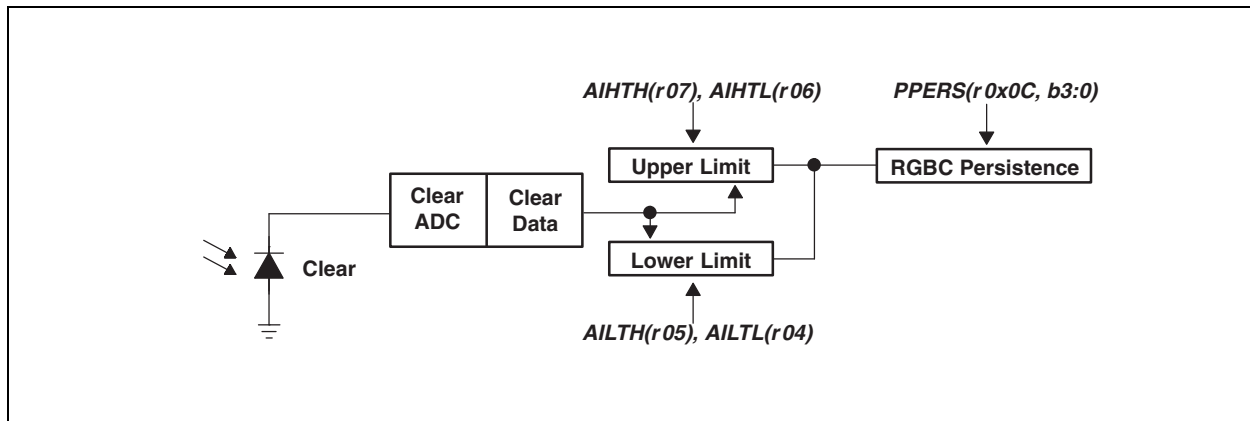 AIHTH(r07), AIHTL(r06)
PPERS(r0x0C, b3:0)
Upper Limit
RGBC Persistence
Clear
ADC
Clear
Data
Lower Limit
Clear
AILTH(r05), AILTL(r04)